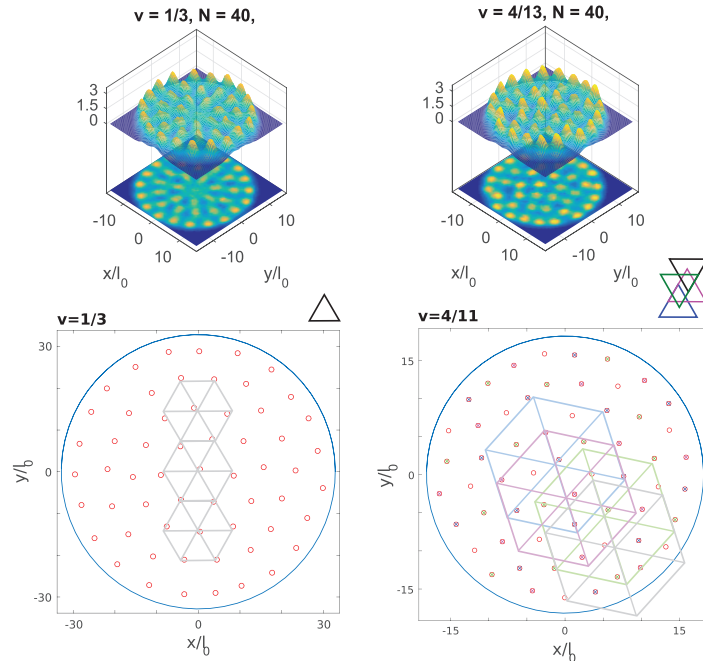 v = 1/3, N = 40,
v = 4/13, N = 40,
3
1.5
0
-10
0
10
-10
0
10
x/l₀
y/l₀
3
1.5
0
-10
0
10
-10
0
10
x/l₀
y/l₀
v=1/3
v=4/11
30
0
-30
-30
0
30
y/l₀
x/l₀
15
0
-15
-15
0
15
y/l₀
x/l₀